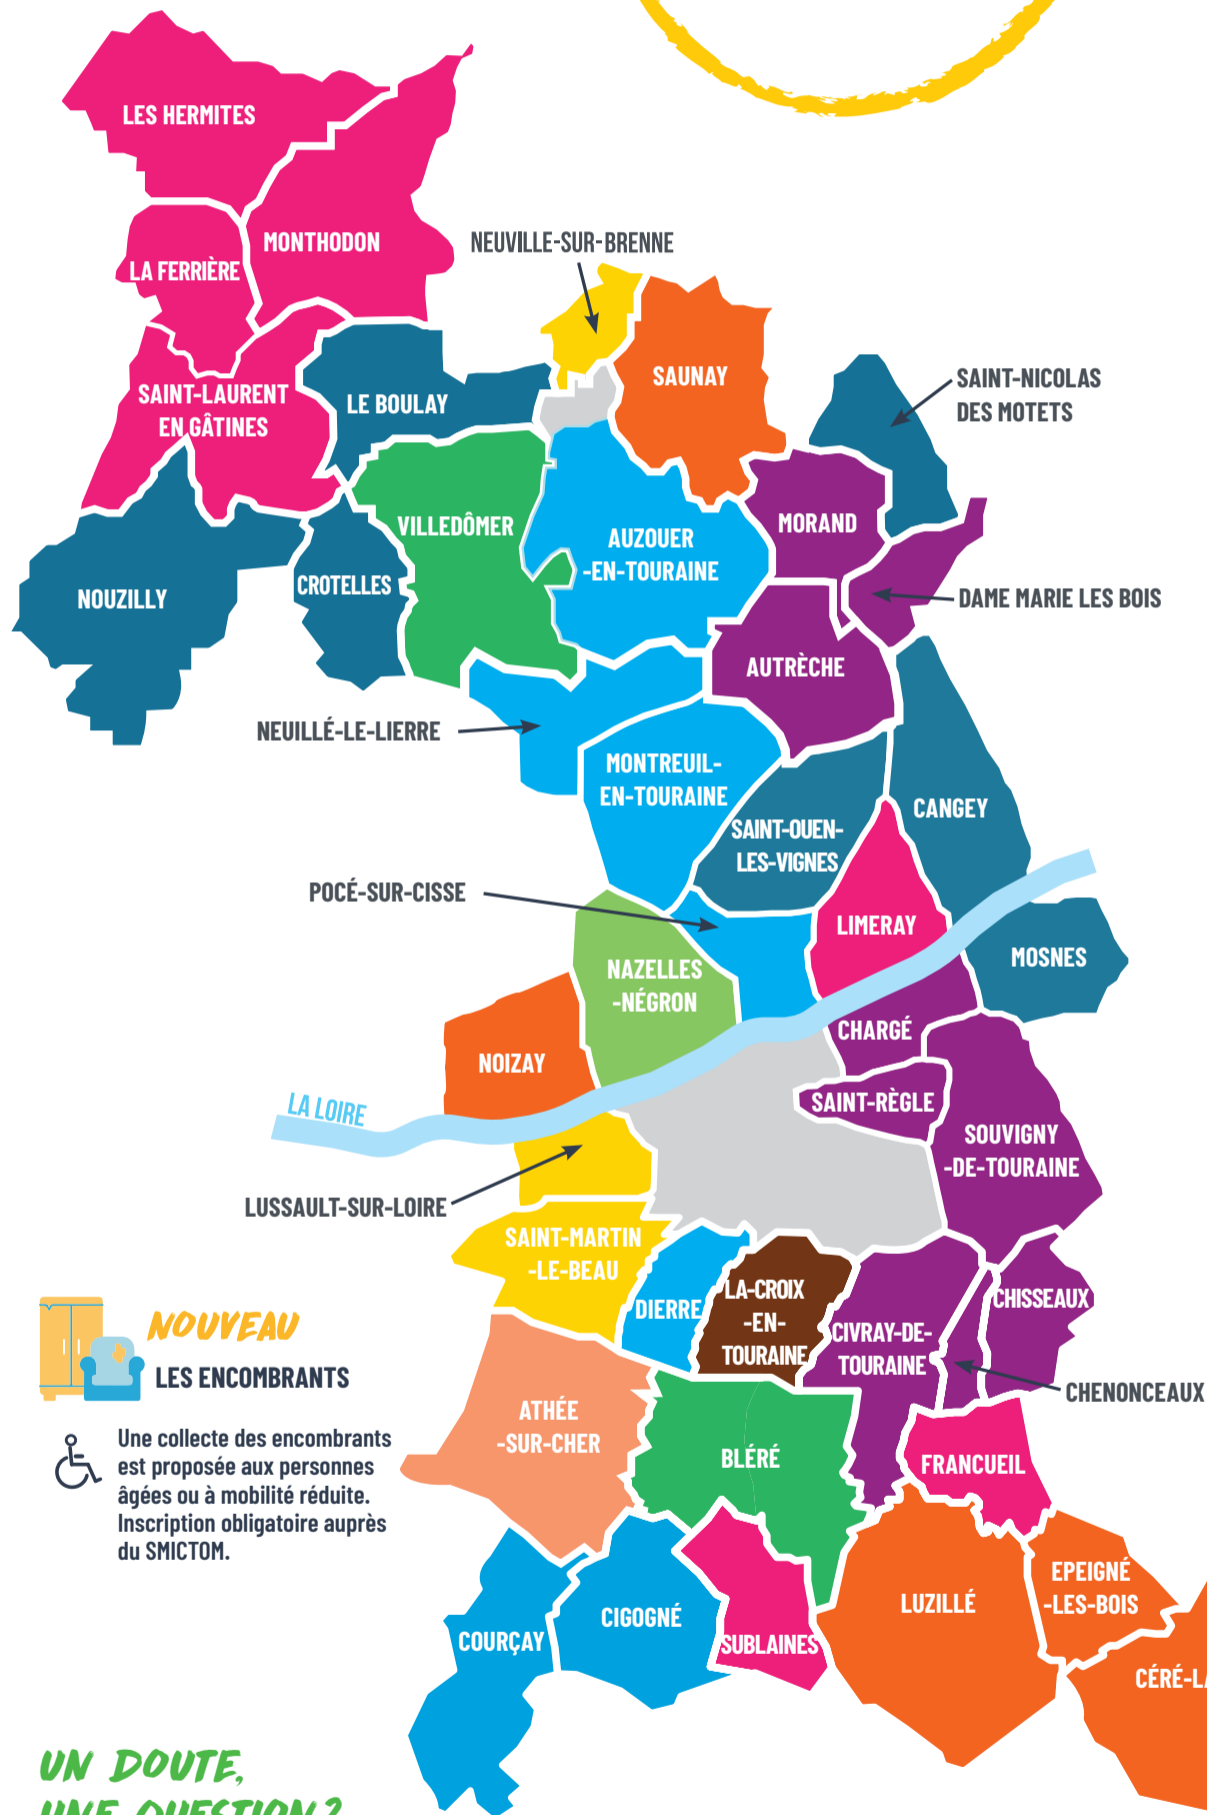 LES HERMITES
MONTHODON
NEUVILLE-SUR-BRENNE
LA FERRIÈRE
SAUNAY
SAINT-NICOLAS
DES MOTETS
SAINT-LAURENT
EN GÂTINES
LE BOULAY
VILLEDÔMER
MORAND
AUZOUER
-EN-TOURAINE
NOUZILLY
CROTELLES
DAME MARIE LES BOIS
AUTRÈCHE
NEUILLÉ-LE-LIERRE
MONTREUIL-
EN-TOURAINE
CANGEY
SAINT-OUEN-
LES-VIGNES
POCÉ-SUR-CISSE
LIMERAY
NAZELLES
-NÉGRON
MOSNES
CHARGÉ
NOIZAY
LA LOIRE
SAINT-RÈGLE
SOUVIGNY
-DE-TOURAINE
LUSSAULT-SUR-LOIRE
SAINT-MARTIN
-LE-BEAU
DIERRE
LA-CROIX
-EN-
TOURAINE
CHISSEAUX
CIVRAY-DE-
TOURAINE
CHENONCEAUX
NOUVEAU
LES ENCOMBRANTS
Une collecte des encombrants
est proposée aux personnes
âgées ou à mobilité réduite.
Inscription obligatoire auprès
du SMICTOM.
ATHÉE
-SUR-CHER
BLÉRÉ
FRANCUEIL
EPEIGNÉ
-LES-BOIS
LUZILLÉ
CIGOGNÉ
COURÇAY
SUBLAINES
CÉRÉ-L
UN DOUTE,
UNE QUESTION ?